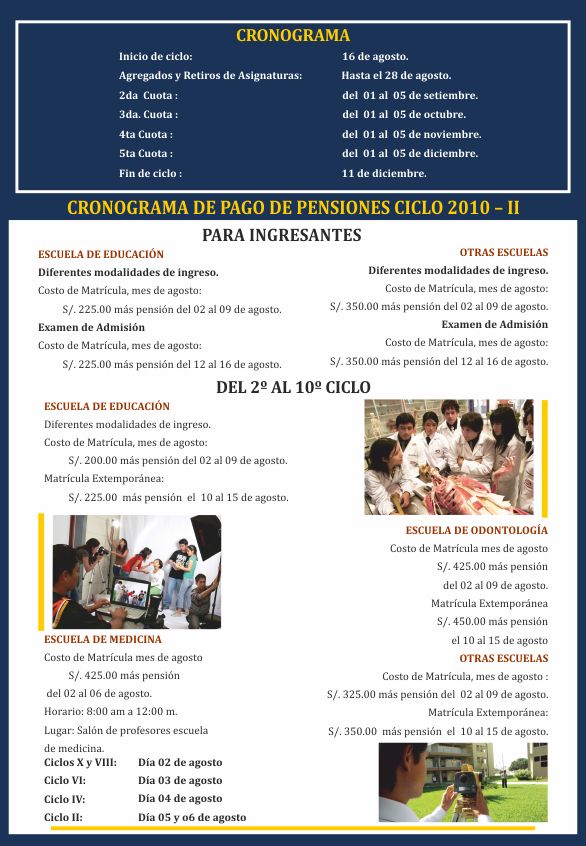 CRONOGRAMA
Inicio de ciclo: 16 de agosto.
Agregados y Retiros de Asignaturas: Hasta el 28 de agosto.
2da Cuota : del 01 al 05 de setiembre.
3da. Cuota : del 01 al 05 de octubre.
4ta Cuota : del 01 al 05 de noviembre.
5ta Cuota : del 01 al 05 de diciembre.
Fin de ciclo : 11 de diciembre.
CRONOGRAMA DE PAGO DE PENSIONES CICLO 2010 – II
PARA INGRESANTES
ESCUELA DE EDUCACIÓN
Diferentes modalidades de ingreso.
Costo de Matrícula, mes de agosto:
S/. 225.00 más pensión del 02 al 09 de agosto.
Examen de Admisión
Costo de Matrícula, mes de agosto:
S/. 225.00 más pensión del 12 al 16 de agosto.
OTRAS ESCUELAS
Diferentes modalidades de ingreso.
Costo de Matrícula, mes de agosto:
S/. 350.00 más pensión del 02 al 09 de agosto.
Examen de Admisión
Costo de Matrícula, mes de agosto:
S/. 350.00 más pensión del 12 al 16 de agosto.
DEL 2º AL 10º CICLO
ESCUELA DE EDUCACIÓN
Diferentes modalidades de ingreso.
Costo de Matrícula, mes de agosto:
S/. 200.00 más pensión del 02 al 09 de agosto.
Matrícula Extemporánea:
S/. 225.00 más pensión el 10 al 15 de agosto.
ESCUELA DE MEDICINA
Costo de Matrícula mes de agosto
S/. 425.00 más pensión
del 02 al 06 de agosto.
Horario: 8:00 am a 12:00 m.
Lugar: Salón de profesores escuela
de medicina.
Ciclos X y VIII: Día 02 de agosto
Ciclo VI: Día 03 de agosto
Ciclo IV: Día 04 de agosto
Ciclo II: Día 05 y o6 de agosto
ESCUELA DE ODONTOLOGÍA
Costo de Matrícula mes de agosto
S/. 425.00 más pensión
del 02 al 09 de agosto.
Matrícula Extemporánea
S/. 450.00 más pensión
el 10 al 15 de agosto
OTRAS ESCUELAS
Costo de Matrícula, mes de agosto :
S/. 325.00 más pensión del 02 al 09 de agosto.
Matrícula Extemporánea:
S/. 350.00 más pensión el 10 al 15 de agosto.